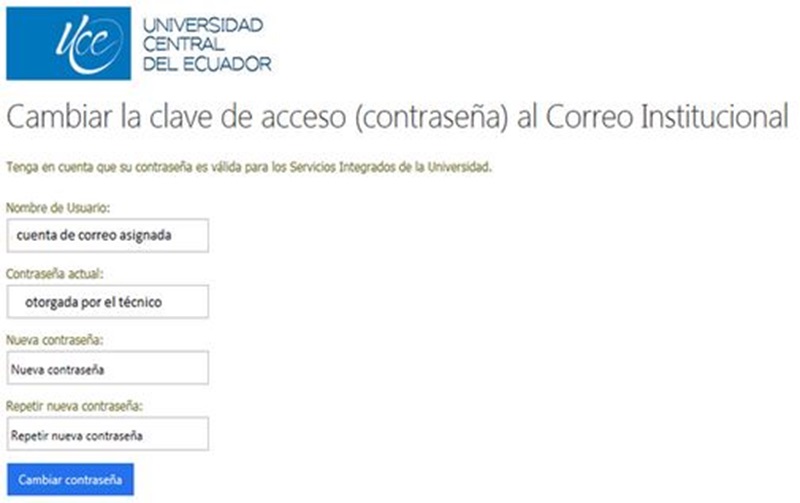 Uce
UNIVERSIDAD
CENTRAL
DEL ECUADOR
Cambiar la clave de acceso (contraseña) al Correo Institucional
Tenga en cuenta que su contraseña es válida para los Servicios Integrados de la Universidad.
Nombre de Usuario:
cuenta de correo asignada
Contraseña actual:
otorgada por el técnico
Nueva contraseña:
Nueva contraseña
Repetir nueva contraseña:
Repetir nueva contraseña
Cambiar contraseña